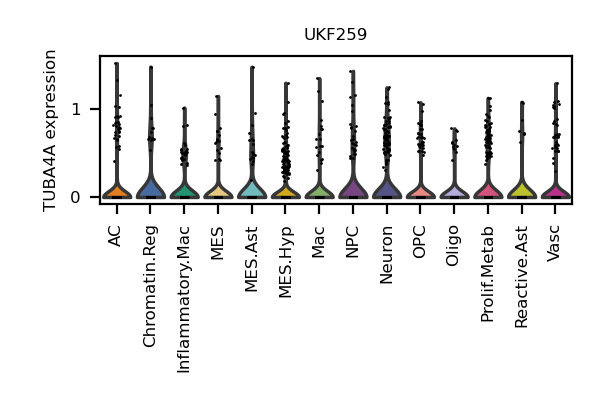 UKF259
TUBA4A expression
1
0
AC
Chromatin.Reg
Inflammatory.Mac
MES
MES.Ast
MES.Hyp
Mac
NPC
Neuron
OPC
Oligo
Prolif.Metab
Reactive.Ast
Vasc